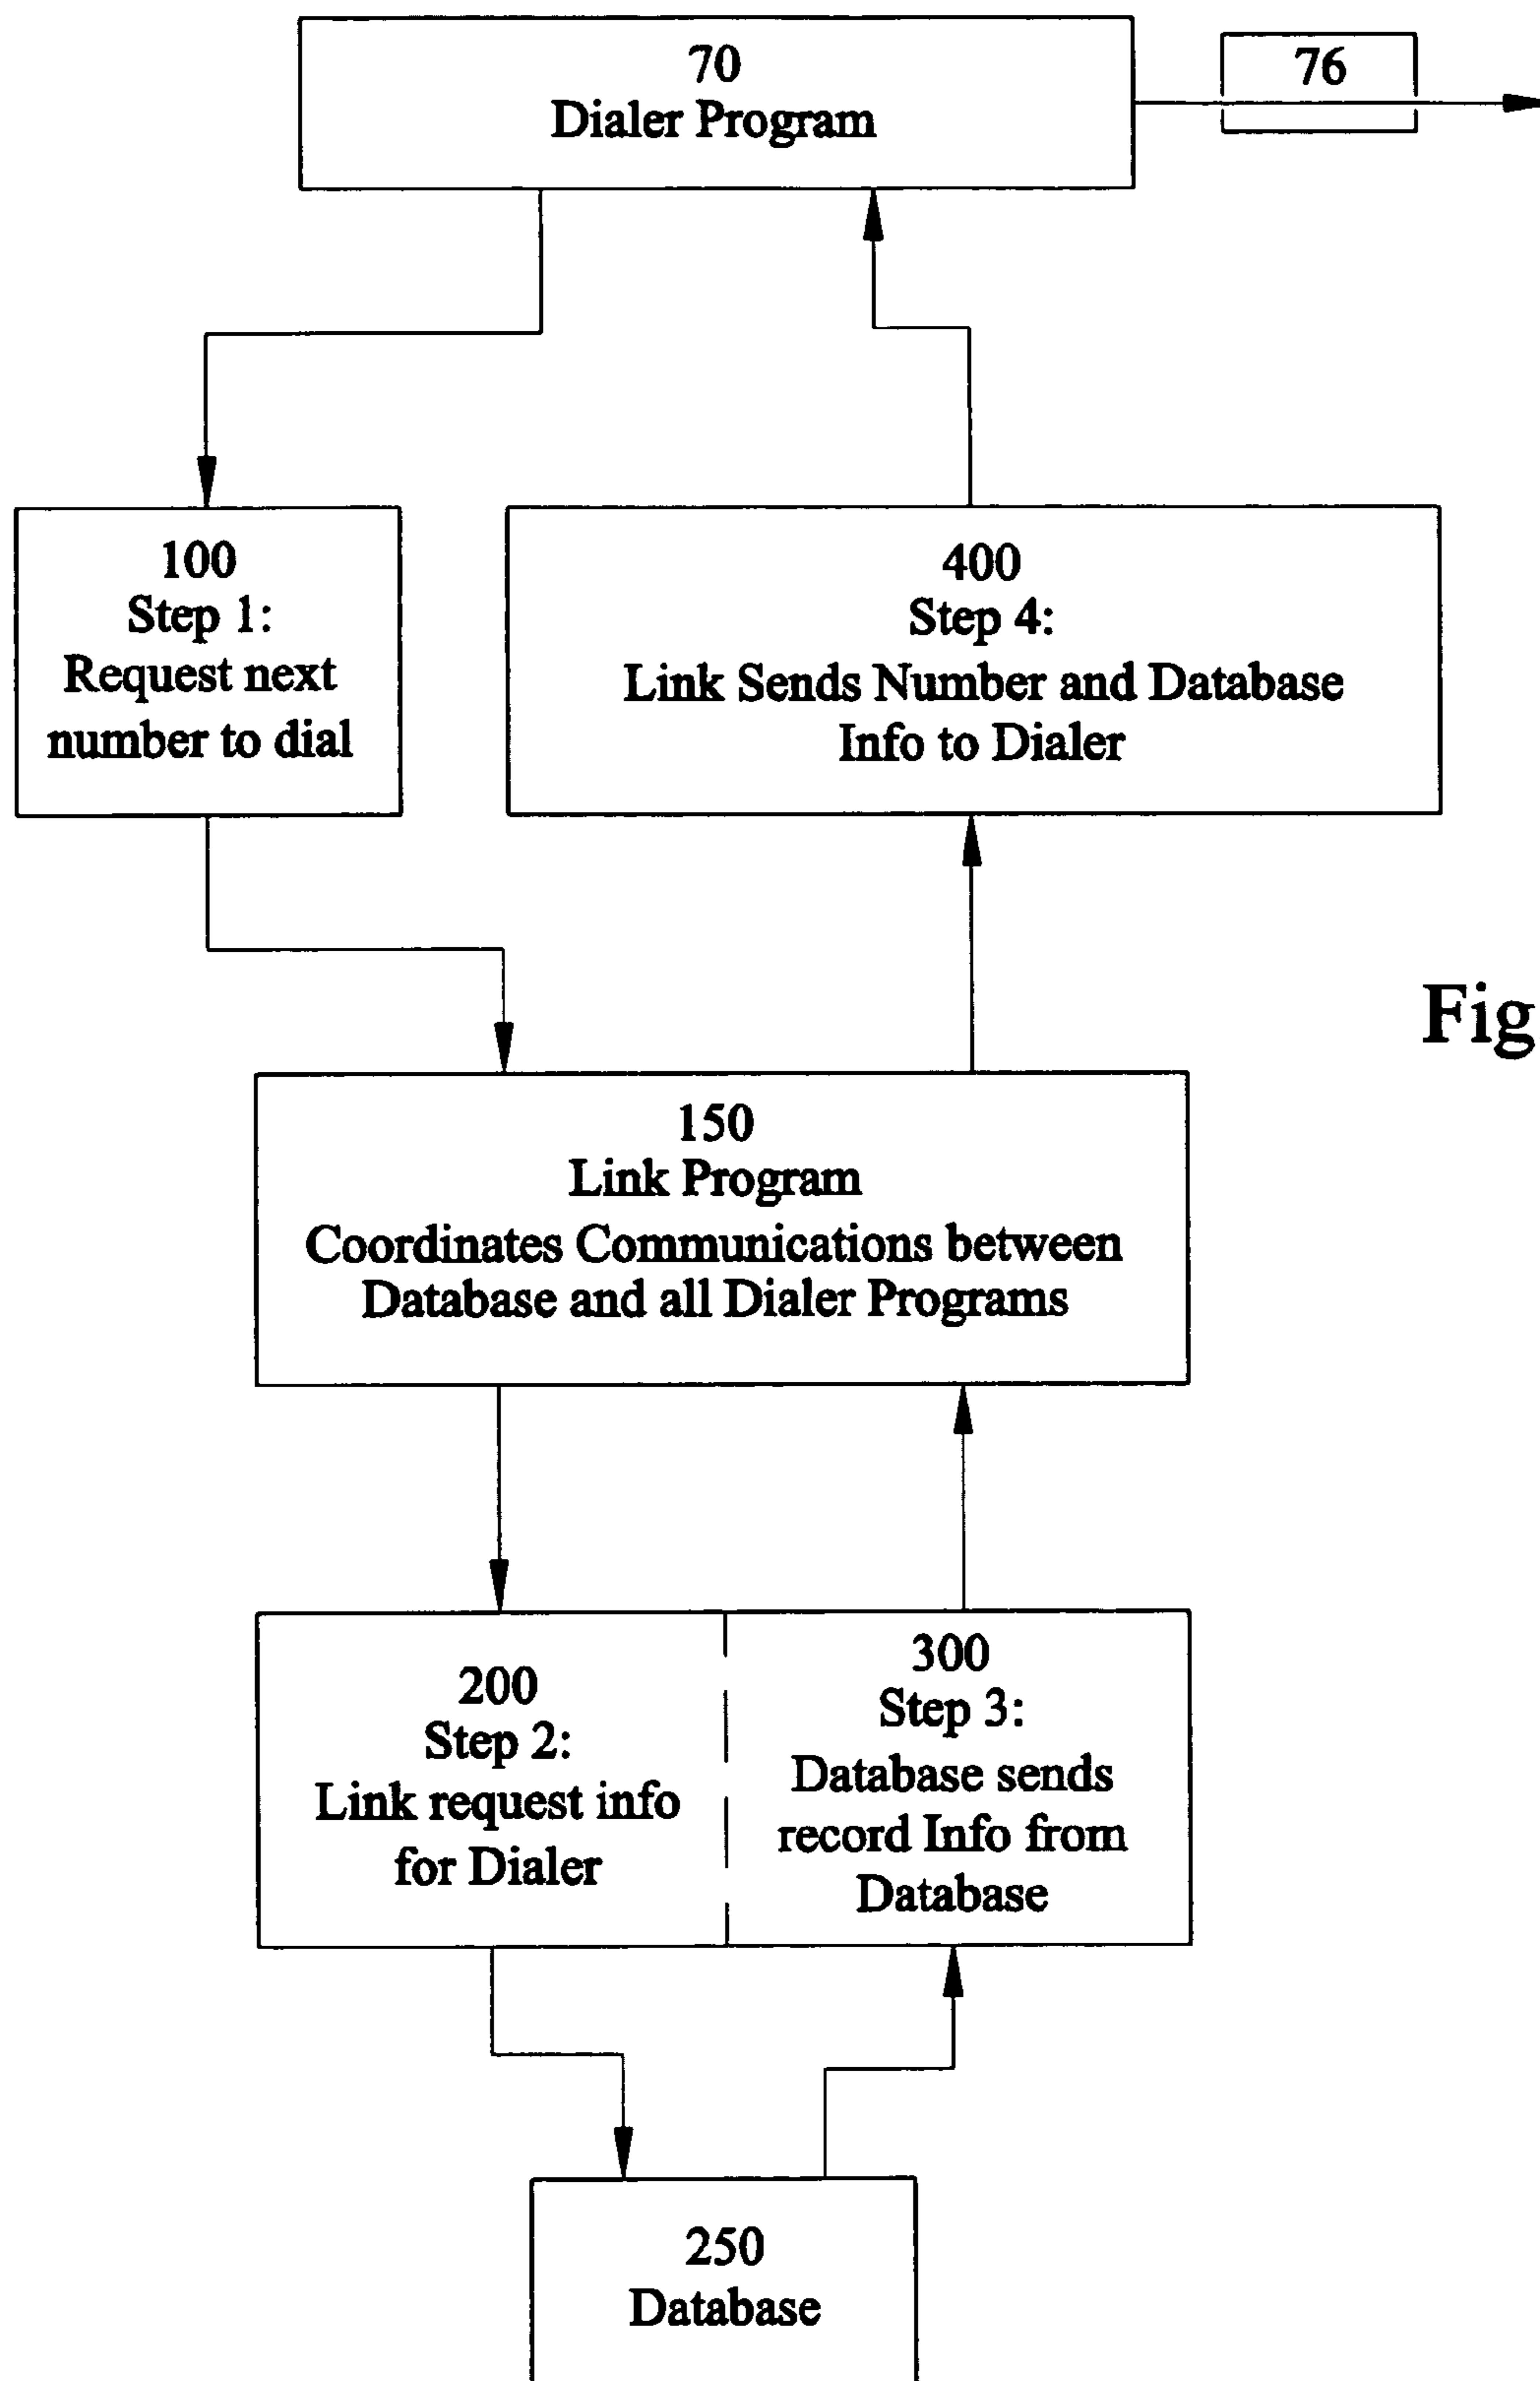 70
Dialer Program
76
100
Step 1:
Request next
number to dial
400
Step 4:
Link Sends Number and Database
Info to Dialer
Fig
150
Link Program
Coordinates Communications between
Database and all Dialer Programs
200
Step 2:
Link request info
for Dialer
300
Step 3:
Database sends
record Info from
Database
250
Database